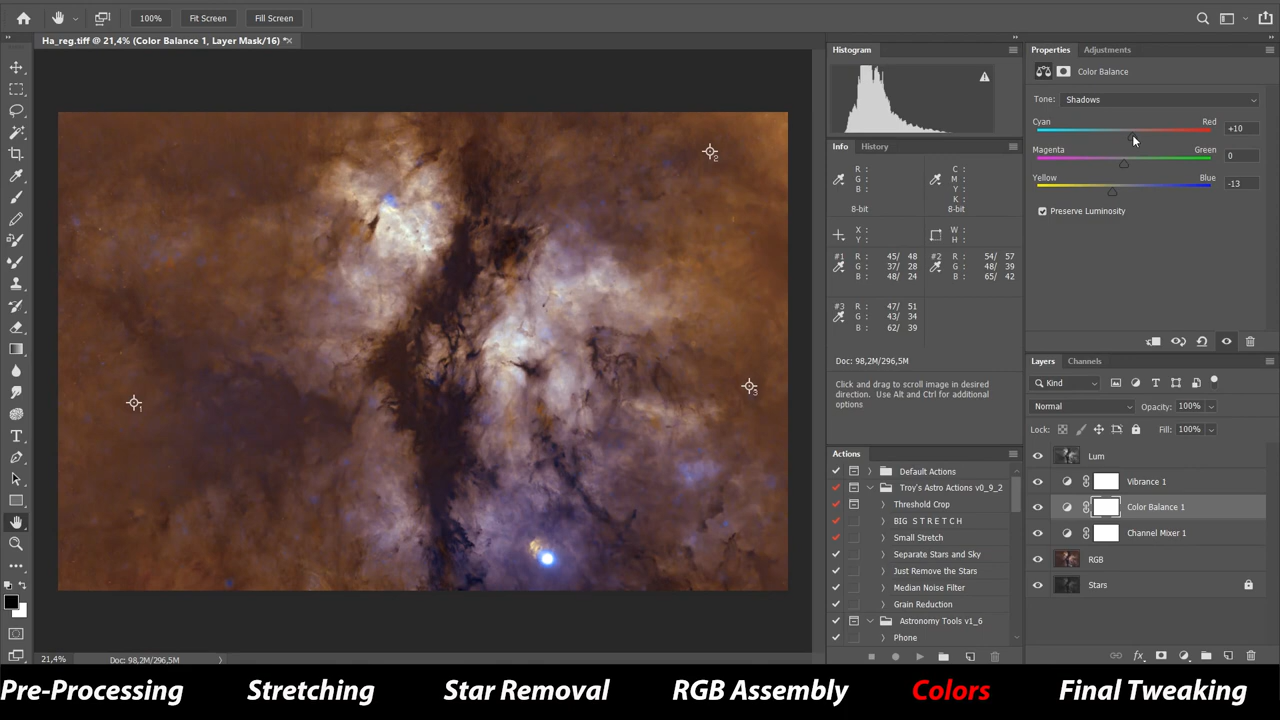 100%
Fit Screen
Fill Screen
Ha_reg.tiff @ 21,4% (Color Balance 1, Layer Mask/16) *
Histogram
Properties Adjustments
Color Balance
Tone: Shadows
Cyan Red +10
Magenta Green 0
Yellow Blue -13
Preserve Luminosity
Info History
R :
G :
B :
8-bit
C :
M :
Y :
K :
8-bit
X :
Y :
W :
H :
#1 R : 45/ 48
G : 37/ 28
B : 48/ 24
#2 R : 54/ 57
G : 48/ 39
B : 65/ 42
#3 R : 47/ 51
G : 43/ 34
B : 62/ 39
Doc: 98,2M/296,5M
Click and drag to scroll image in desired
direction. Use Alt and Ctrl for additional
options
Actions
Default Actions
Troy's Astro Actions v0_9_2
Threshold Crop
BIG S T R E T C H
Small Stretch
Separate Stars and Sky
Just Remove the Stars
Median Noise Filter
Grain Reduction
Astronomy Tools v1_6
Phone
Layers Channels
Kind
Normal Opacity: 100%
Lock: Fill: 100%
Lum
Vibrance 1
Color Balance 1
Channel Mixer 1
RGB
Stars
fx
1
2
3
21,4% Doc: 98,2M/296,5M
Pre-Processing Stretching Star Removal RGB Assembly Colors Final Tweaking